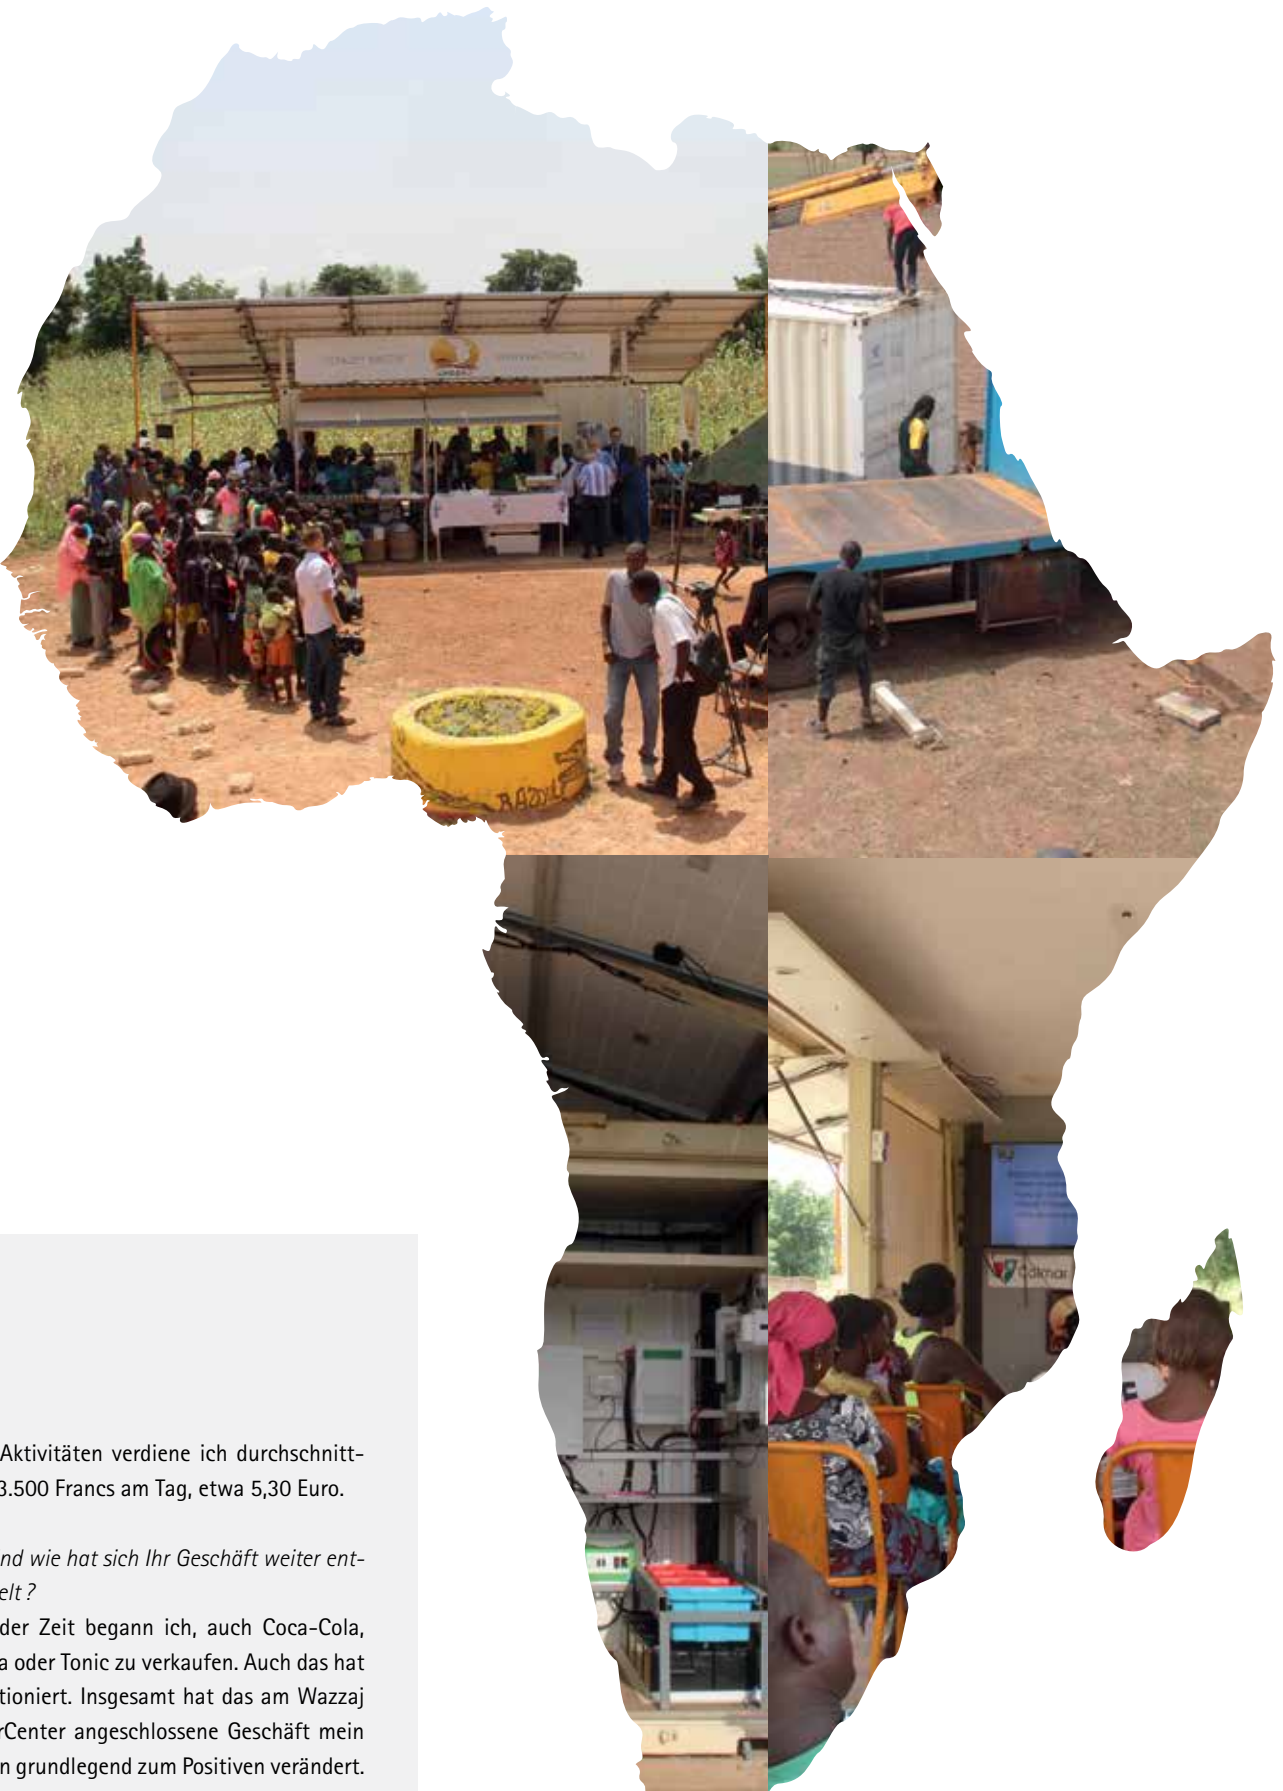 BAZOULÉ
Colmar
Aktivitäten verdiene ich durchschnitt-
3.500 Francs am Tag, etwa 5,30 Euro.
nd wie hat sich Ihr Geschäft weiter ent-
elt ?
der Zeit begann ich, auch Coca-Cola,
a oder Tonic zu verkaufen. Auch das hat
tioniert. Insgesamt hat das am Wazzaj
rCenter angeschlossene Geschäft mein
n grundlegend zum Positiven verändert.